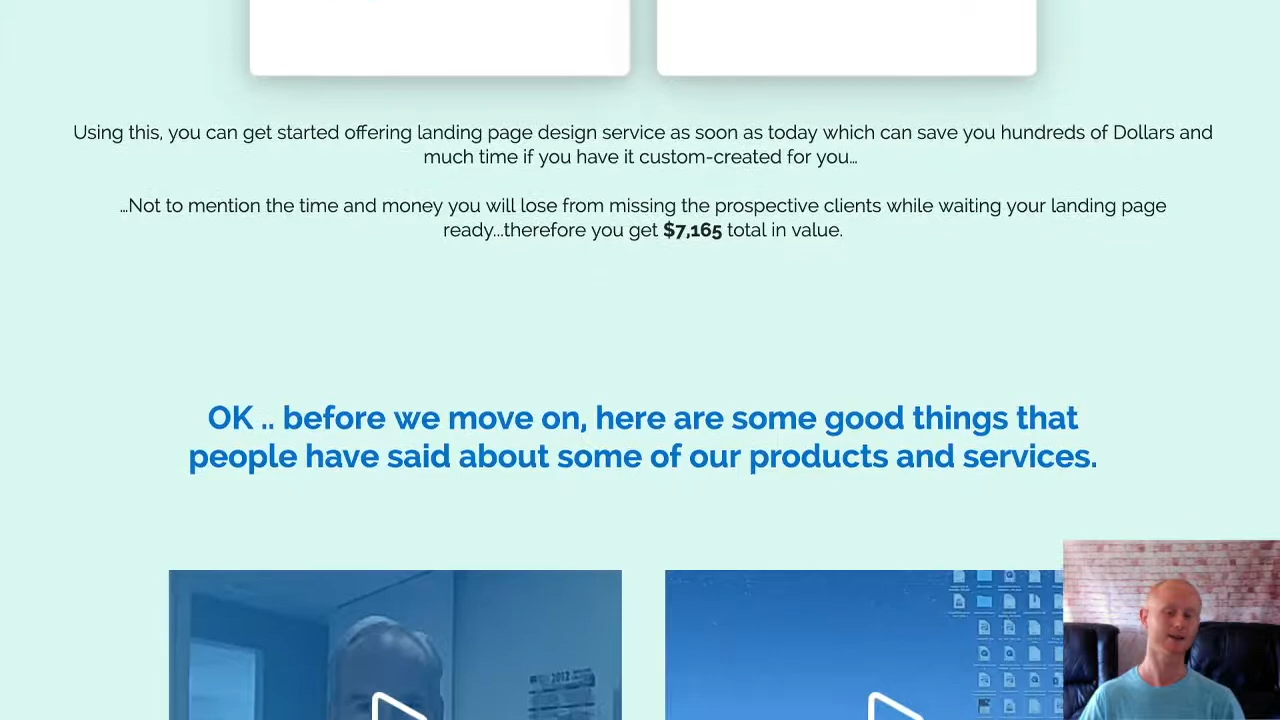 Using this, you can get started offering landing page design service as soon as today which can save you hundreds of Dollars and
much time if you have it custom-created for you…
…Not to mention the time and money you will lose from missing the prospective clients while waiting your landing page
ready...therefore you get $7,165 total in value.
OK .. before we move on, here are some good things that
people have said about some of our products and services.
2012